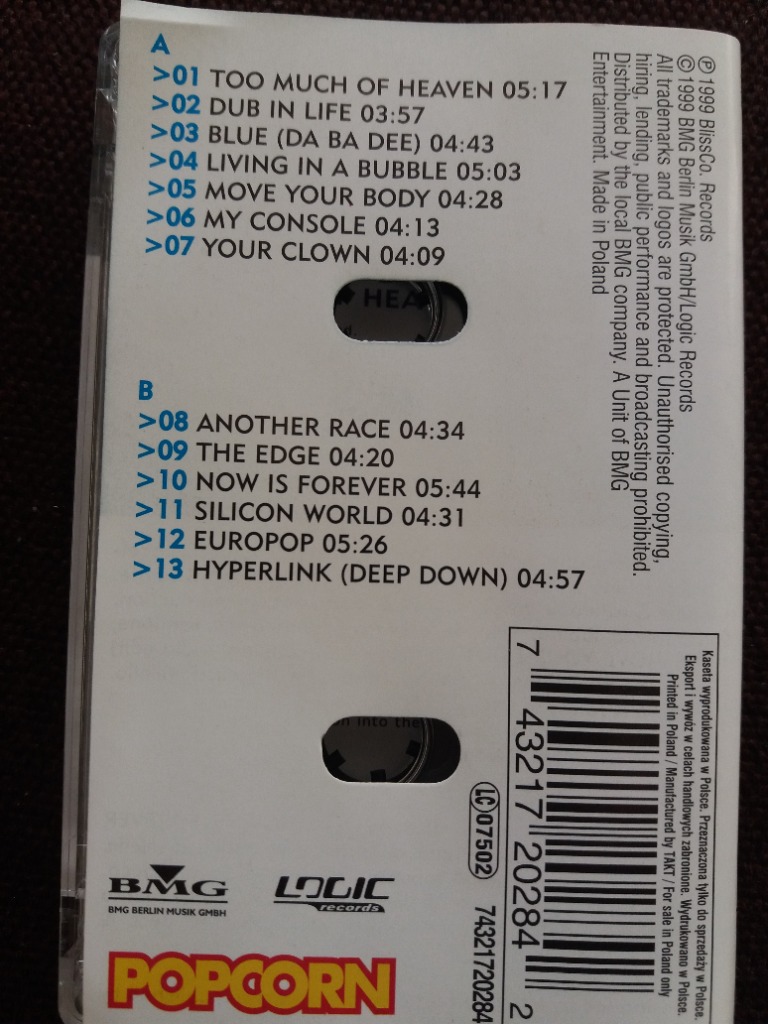 A
>01 TOO MUCH OF HEAVEN 05:17
>02 DUB IN LIFE 03:57
>03 BLUE (DA BA DEE) 04:43
>04 LIVING IN A BUBBLE 05:03
>05 MOVE YOUR BODY 04:28
>06 MY CONSOLE 04:13
>07 YOUR CLOWN 04:09
HEA
B
>08 ANOTHER RACE 04:34
>09 THE EDGE 04:20
>10 NOW IS FOREVER 05:44
>11 SILICON WORLD 04:31
>12 EUROPOP 05:26
>13 HYPERLINK (DEEP DOWN) 04:57
into the
BMG
BMG BERLIN MUSIK GMBH
LOGIC
records
POPCORN
℗ 1999 BlissCo. Records
© 1999 BMG Berlin Musik GmbH/Logic Records
All trademarks and logos are protected. Unauthorised copying,
hiring, lending, public performance and broadcasting prohibited.
Distributed by the local BMG company. A Unit of BMG
Entertainment. Made in Poland
Kaseta wyprodukowana w Polsce. Przeznaczona tylko do sprzedaży w Polsce.
Eksport i wywóz w celach handlowych zabronione. Wydrukowano w Polsce.
Printed in Poland / Manufactured by TAKT / For sale in Poland only
7 43217 20284 2
LC 07502
74321720284